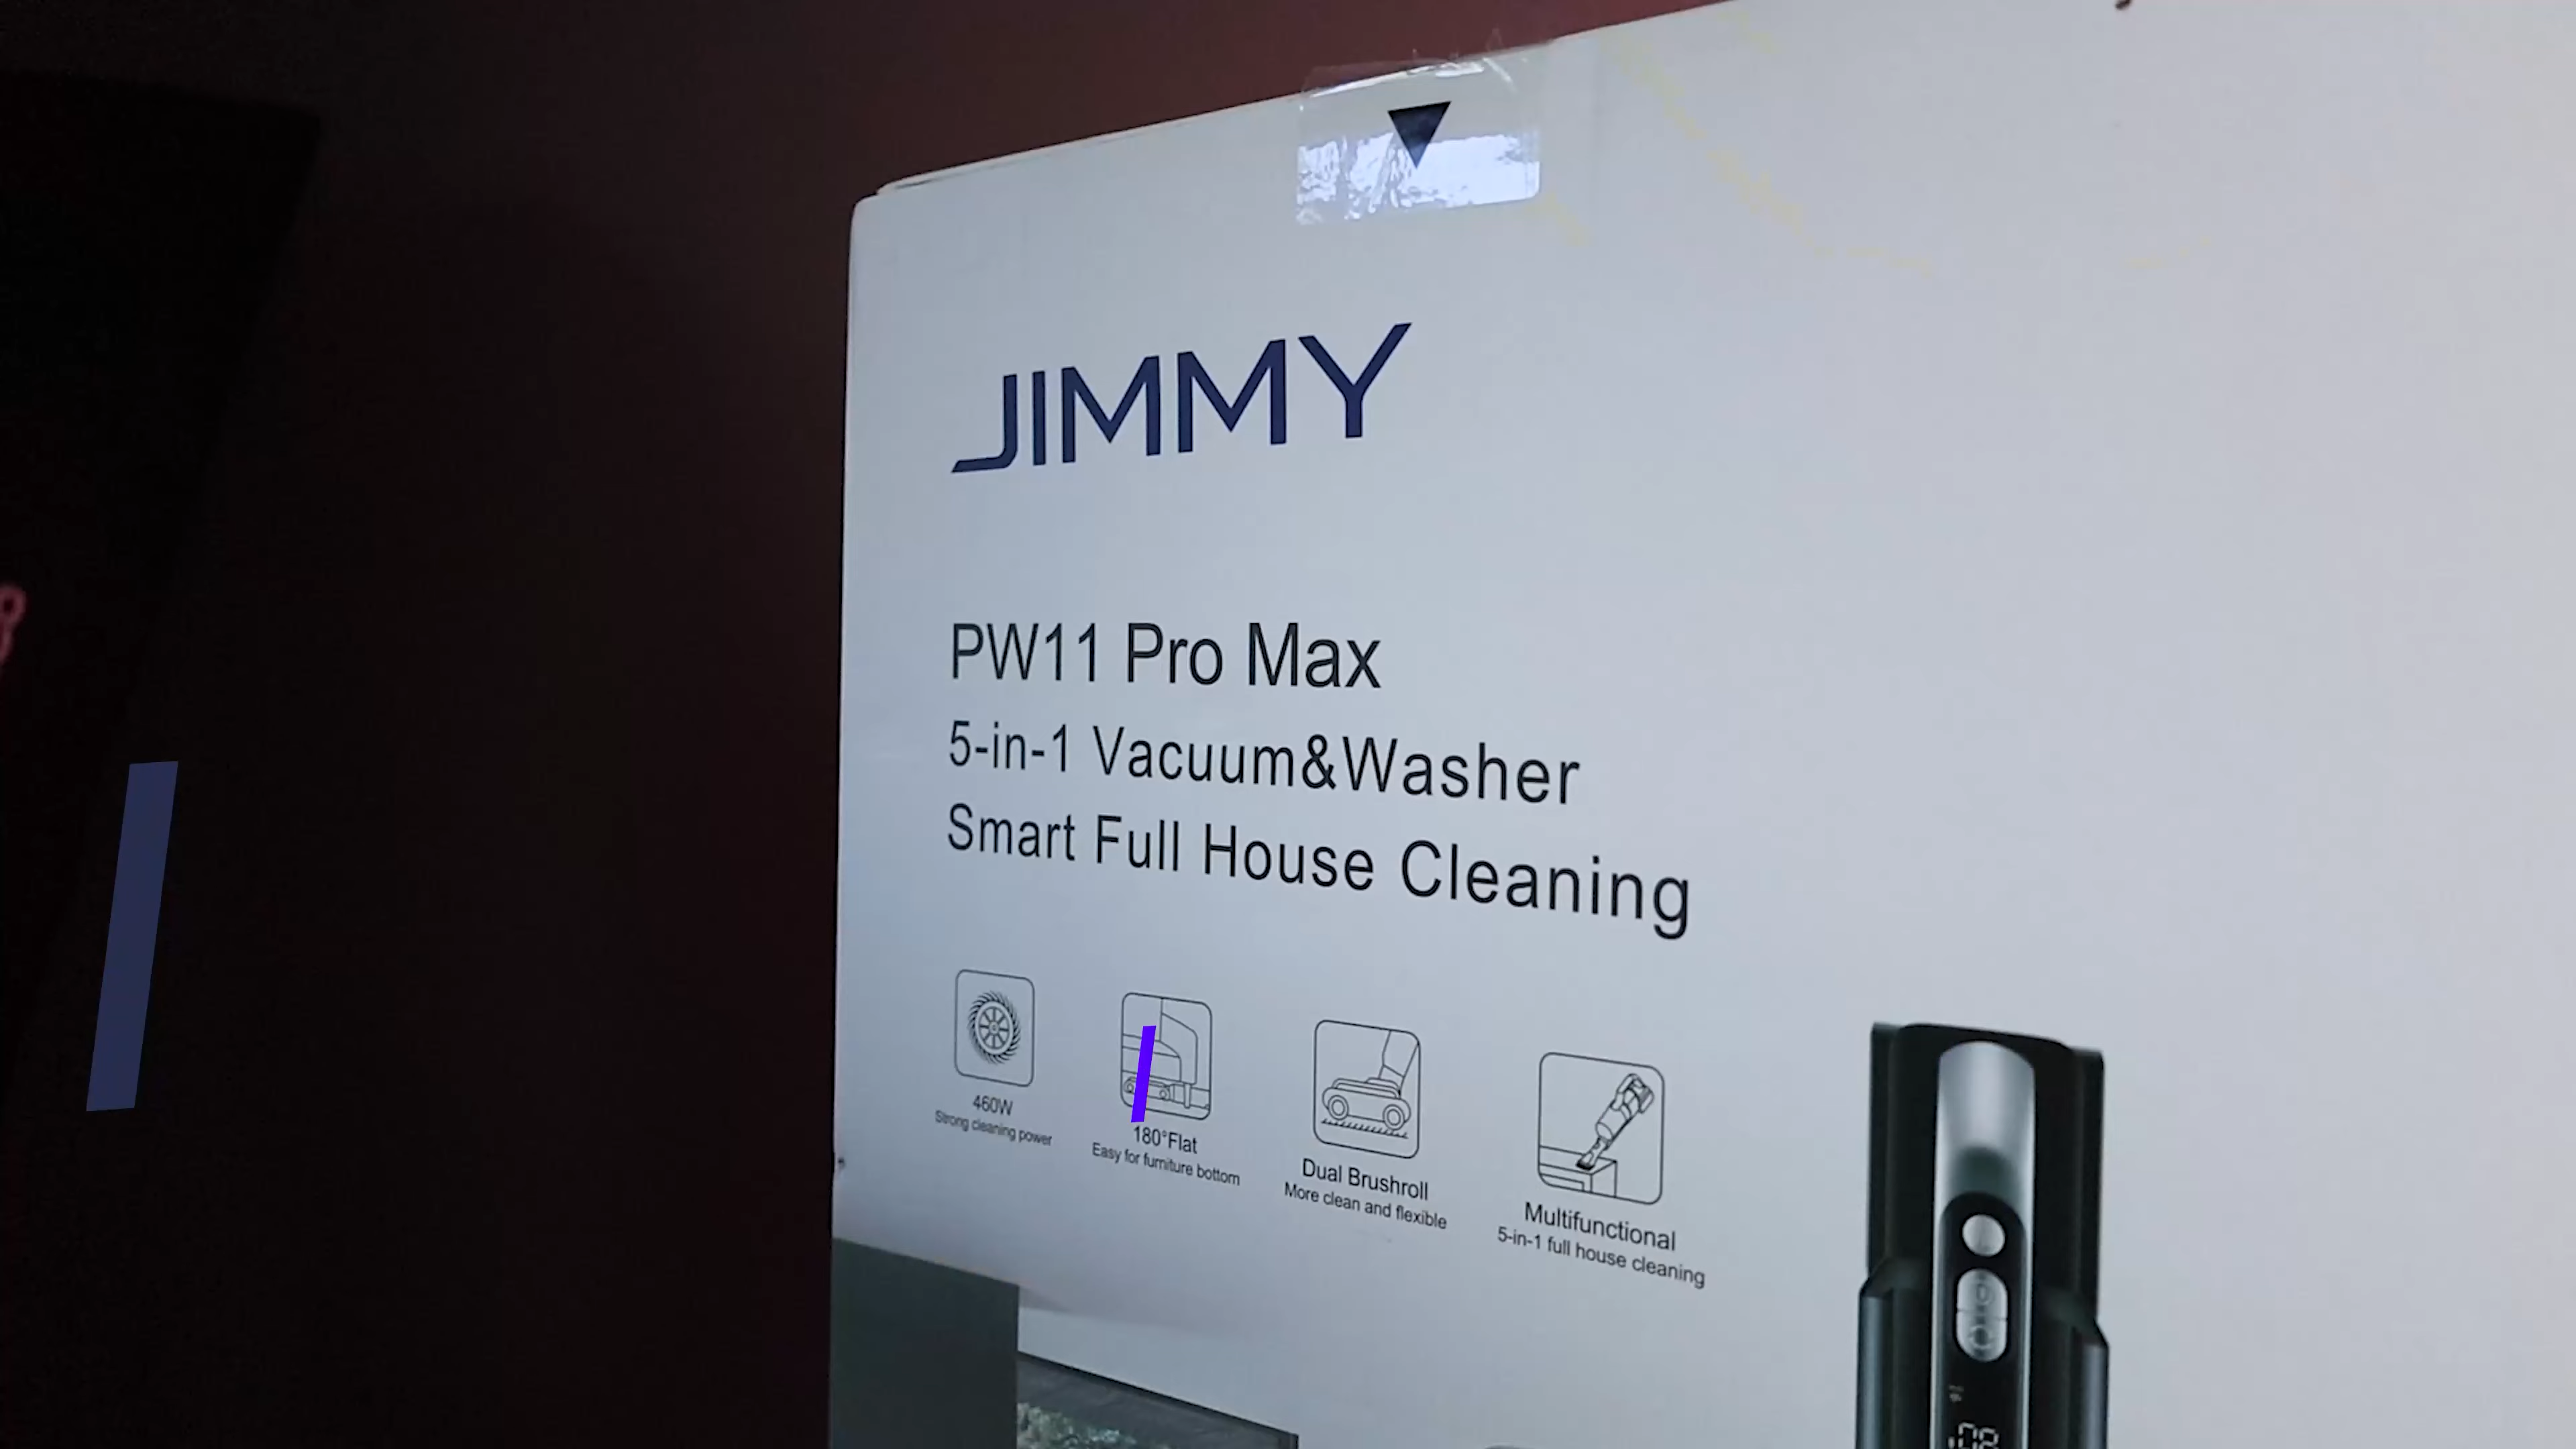 JIMMY
PW11 Pro Max
5-in-1 Vacuum&Washer
Smart Full House Cleaning
460W
Strong cleaning power
180°Flat
Easy for furniture bottom
Dual Brushroll
More clean and flexible
Multifunctional
5-in-1 full house cleaning